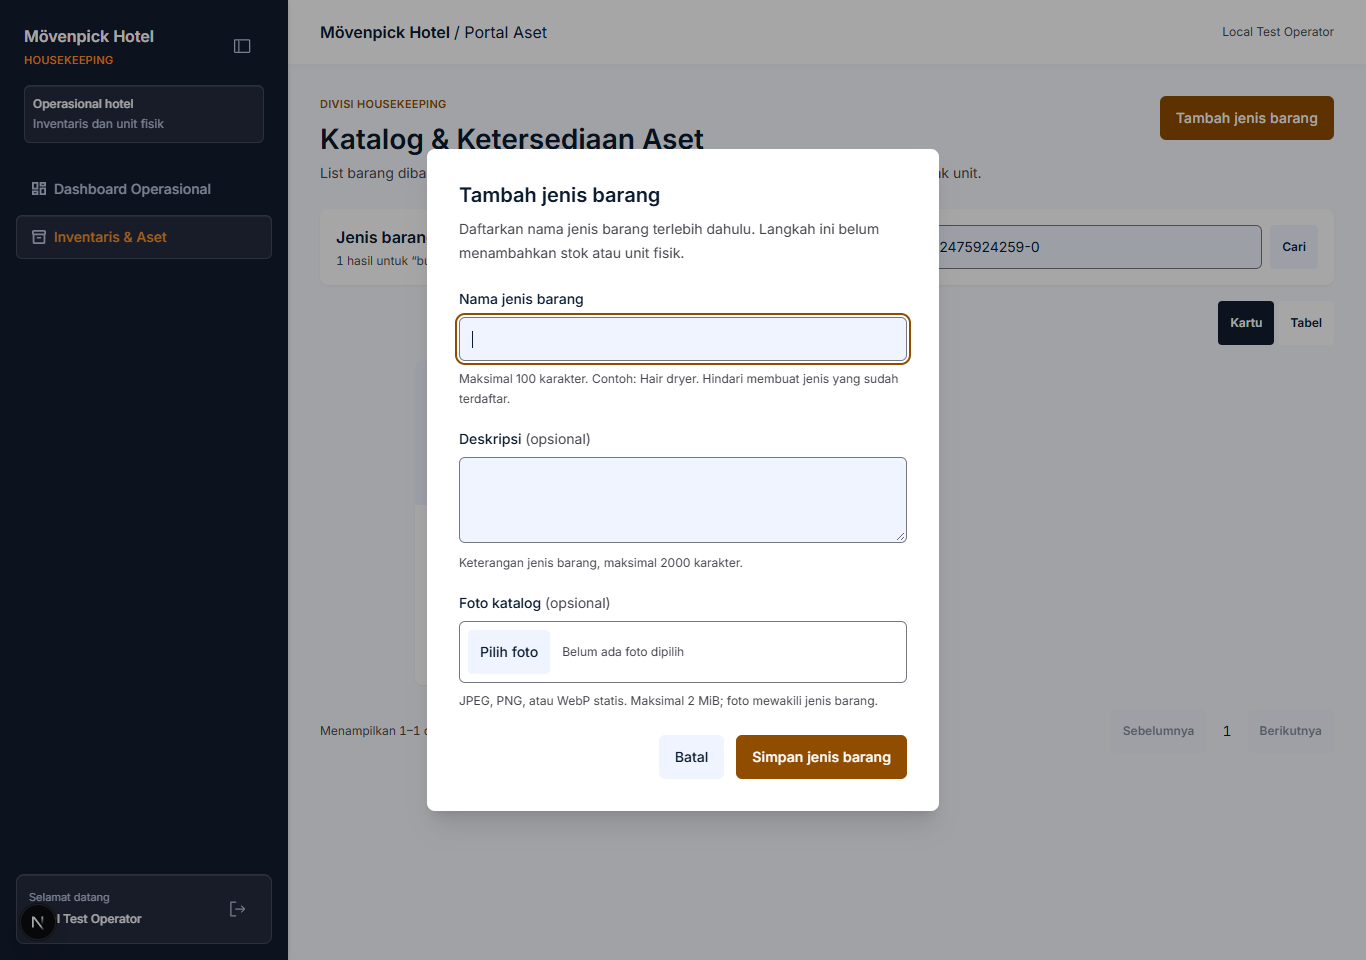 Mövenpick Hotel
HOUSEKEEPING
Operasional hotel
Inventaris dan unit fisik
Dashboard Operasional
Inventaris & Aset
Selamat datang
l Test Operator
N
Mövenpick Hotel / Portal Aset
Local Test Operator
DIVISI HOUSEKEEPING
Katalog & Ketersediaan Aset
List barang diba
k unit.
Tambah jenis barang
Jenis baran
1 hasil untuk “bu
2475924259-0
Cari
Kartu
Tabel
Tambah jenis barang
Daftarkan nama jenis barang terlebih dahulu. Langkah ini belum
menambahkan stok atau unit fisik.
Nama jenis barang
Maksimal 100 karakter. Contoh: Hair dryer. Hindari membuat jenis yang sudah
terdaftar.
Deskripsi (opsional)
Keterangan jenis barang, maksimal 2000 karakter.
Foto katalog (opsional)
Pilih foto
Belum ada foto dipilih
JPEG, PNG, atau WebP statis. Maksimal 2 MiB; foto mewakili jenis barang.
Batal
Simpan jenis barang
Menampilkan 1–1
Sebelumnya
1
Berikutnya